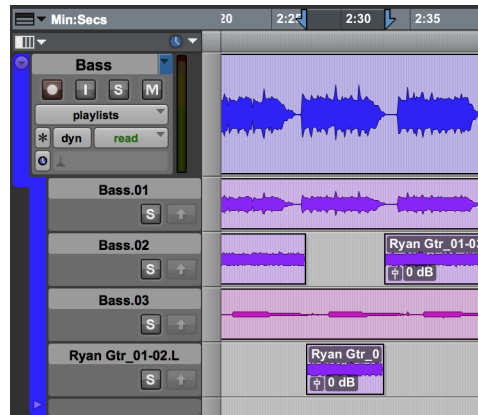 Min:Secs 20 2:25 2:30 2:35
Bass
I S M
playlists
* dyn read
Bass.01
S
Bass.02 Ryan Gtr_01-02
S 0 dB
Bass.03
S
Ryan Gtr_01-02.L Ryan Gtr_0
S 0 dB